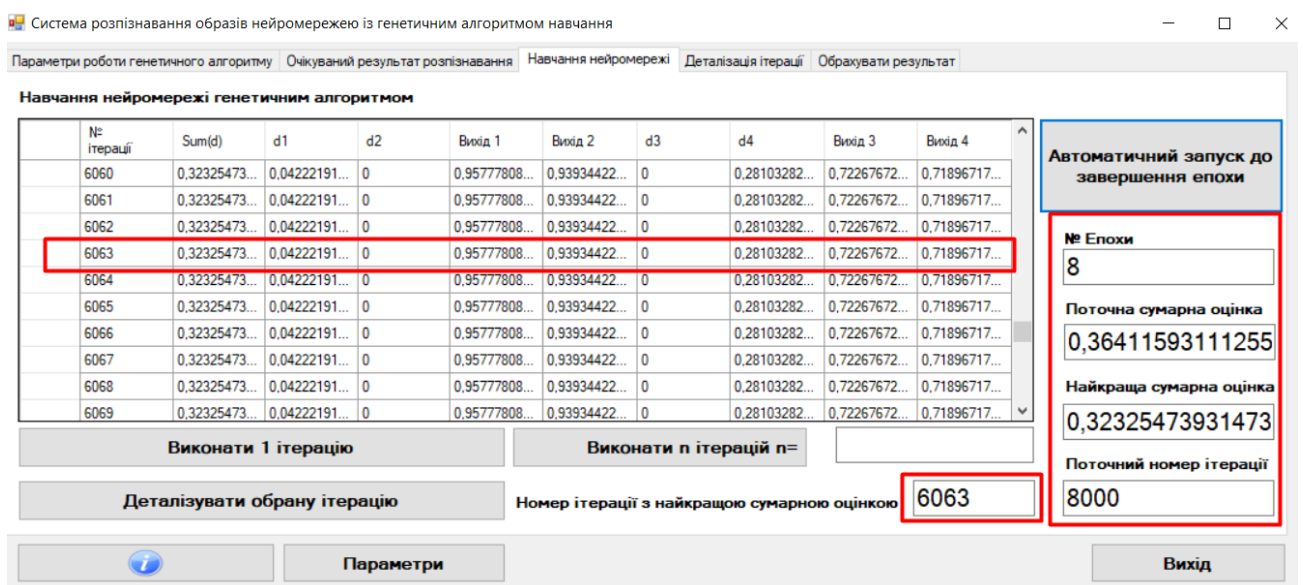 Система розпізнавання образів нейромережею із генетичним алгоритмом навчання
Параметри роботи генетичного алгоритму Очікуваний результат розпізнавання Навчання нейромережі Деталізація ітерації Обрахувати результат
Навчання нейромережі генетичним алгоритмом
№ ітерації Sum(d) d1 d2 Вихід 1 Вихід 2 d3 d4 Вихід 3 Вихід 4
6060 0,32325473... 0,04222191... 0 0,95777808... 0,93934422... 0 0,28103282... 0,72267672... 0,71896717...
6061 0,32325473... 0,04222191... 0 0,95777808... 0,93934422... 0 0,28103282... 0,72267672... 0,71896717...
6062 0,32325473... 0,04222191... 0 0,95777808... 0,93934422... 0 0,28103282... 0,72267672... 0,71896717...
6063 0,32325473... 0,04222191... 0 0,95777808... 0,93934422... 0 0,28103282... 0,72267672... 0,71896717...
6064 0,32325473... 0,04222191... 0 0,95777808... 0,93934422... 0 0,28103282... 0,72267672... 0,71896717...
6065 0,32325473... 0,04222191... 0 0,95777808... 0,93934422... 0 0,28103282... 0,72267672... 0,71896717...
6066 0,32325473... 0,04222191... 0 0,95777808... 0,93934422... 0 0,28103282... 0,72267672... 0,71896717...
6067 0,32325473... 0,04222191... 0 0,95777808... 0,93934422... 0 0,28103282... 0,72267672... 0,71896717...
6068 0,32325473... 0,04222191... 0 0,95777808... 0,93934422... 0 0,28103282... 0,72267672... 0,71896717...
6069 0,32325473... 0,04222191... 0 0,95777808... 0,93934422... 0 0,28103282... 0,72267672... 0,71896717...
Автоматичний запуск до
завершення епохи
№ Епохи
8
Поточна сумарна оцінка
0,36411593111255
Найкраща сумарна оцінка
0,32325473931473
Поточний номер ітерації
8000
Виконати 1 ітерацію
Виконати n ітерацій n=
Деталізувати обрану ітерацію
Номер ітерації з найкращою сумарною оцінкою 6063
Параметри
Вихід